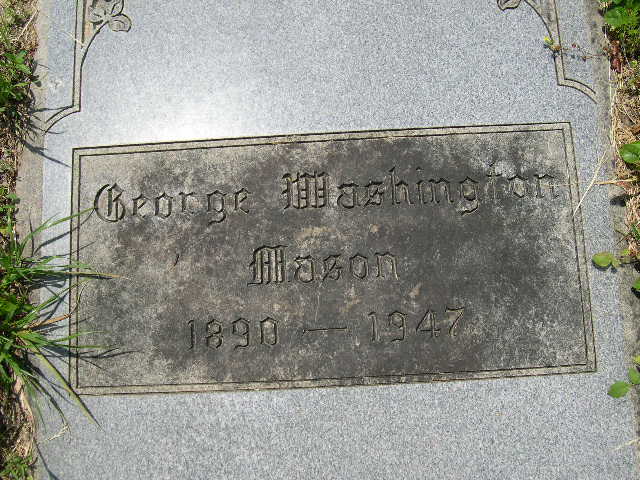 George Washington
Mason
1890 — 1947